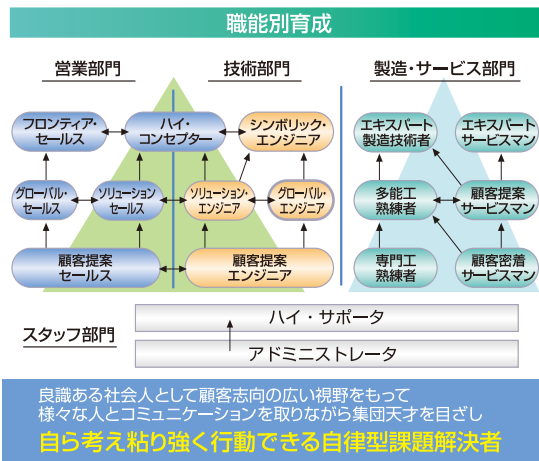 職能別育成
営業部門
技術部門
製造・サービス部門
フロンティア・
セールス
ハイ・
コンセプター
シンボリック・
エンジニア
エキスパート
製造技術者
エキスパート
サービスマン
グローバル・
セールス
ソリューション
セールス
ソリューション・
エンジニア
グローバル・
エンジニア
多能工
熟練者
顧客提案
サービスマン
顧客提案
セールス
顧客提案
エンジニア
専門工
熟練者
顧客密着
サービスマン
スタッフ部門
ハイ・サポータ
アドミニストレータ
良識ある社会人として顧客志向の広い視野をもって
様々な人とコミュニケーションを取りながら集団天才を目ざし
自ら考え粘り強く行動できる自律型課題解決者